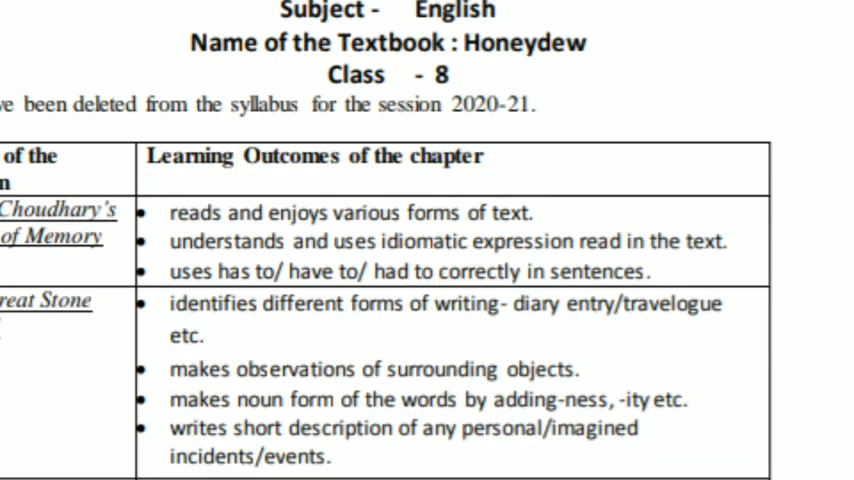 Subject - English
Name of the Textbook : Honeydew
Class - 8
been deleted from the syllabus for the session 2020-21.
of the
Learning Outcomes of the chapter
Choudhary's
reads and enjoys various forms of text.
of Memory
understands and uses idiomatic expression read in the text.
uses has to/ have to/ had to correctly in sentences.
Stone
identifies different forms of writing- diary entry/travelogue
etc.
makes observations of surrounding objects.
makes noun form of the words by adding-ness, -ity etc.
writes short description of any personal/imagined
incidents/events.